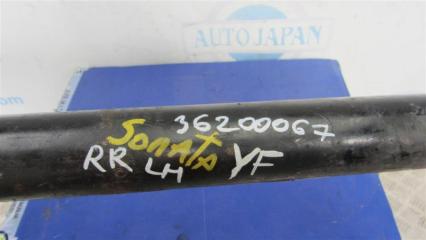 AUTO JAPAN
36200067
Sonata
RR LH YF